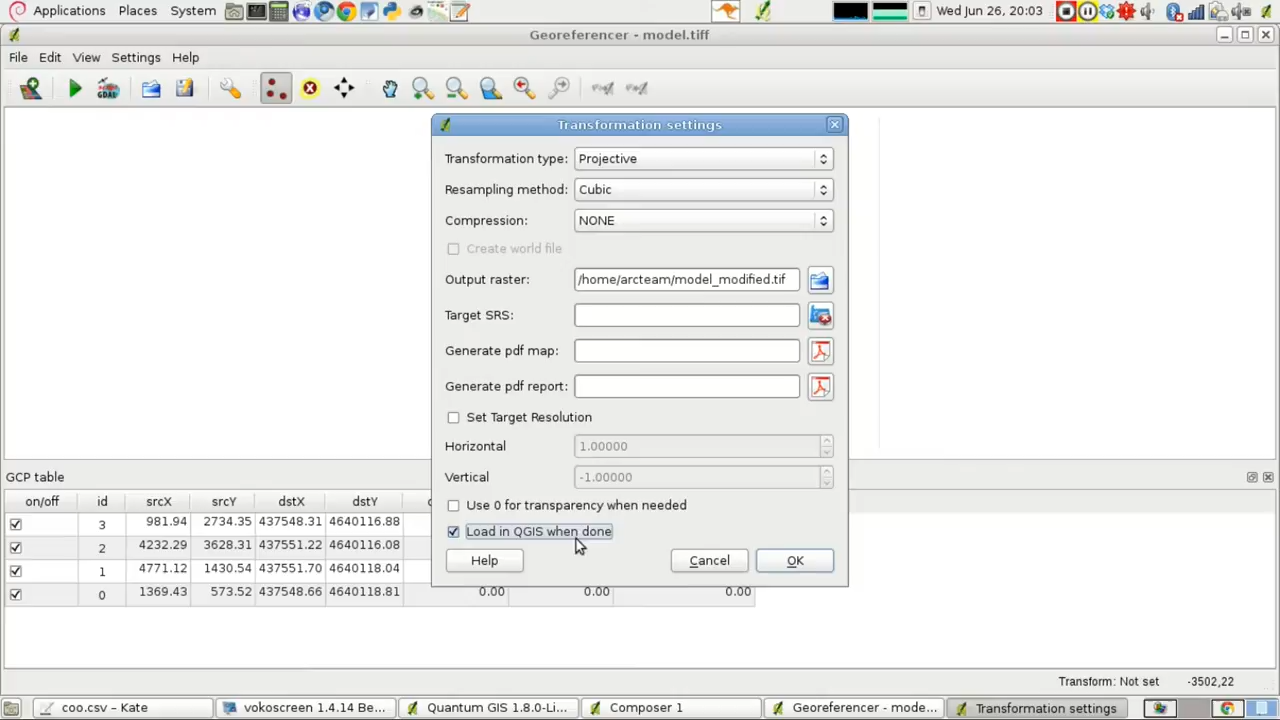 Applications Places System Wed Jun 26, 20:03
Georeferencer - model.tiff
File Edit View Settings Help
GDAL
Transformation settings
Transformation type: Projective
Resampling method: Cubic
Compression: NONE
Create world file
Output raster: /home/arcteam/model_modified.tif
Target SRS:
Generate pdf map:
Generate pdf report:
Set Target Resolution
Horizontal 1.00000
Vertical -1.00000
Use 0 for transparency when needed
Load in QGIS when done
Help Cancel OK
GCP table
on/off id srcX srcY dstX dstY
3 981.94 2734.35 437548.31 4640116.88
2 4232.29 3628.31 437551.22 4640116.08
1 4771.12 1430.54 437551.70 4640118.04
0 1369.43 573.52 437548.66 4640118.81 0.00 0.00 0.00
Transform: Not set -3502,22
coo.csv - Kate vokoscreen 1.4.14 Be... Quantum GIS 1.8.0-Li... Composer 1 Georeferencer - mode... Transformation settings